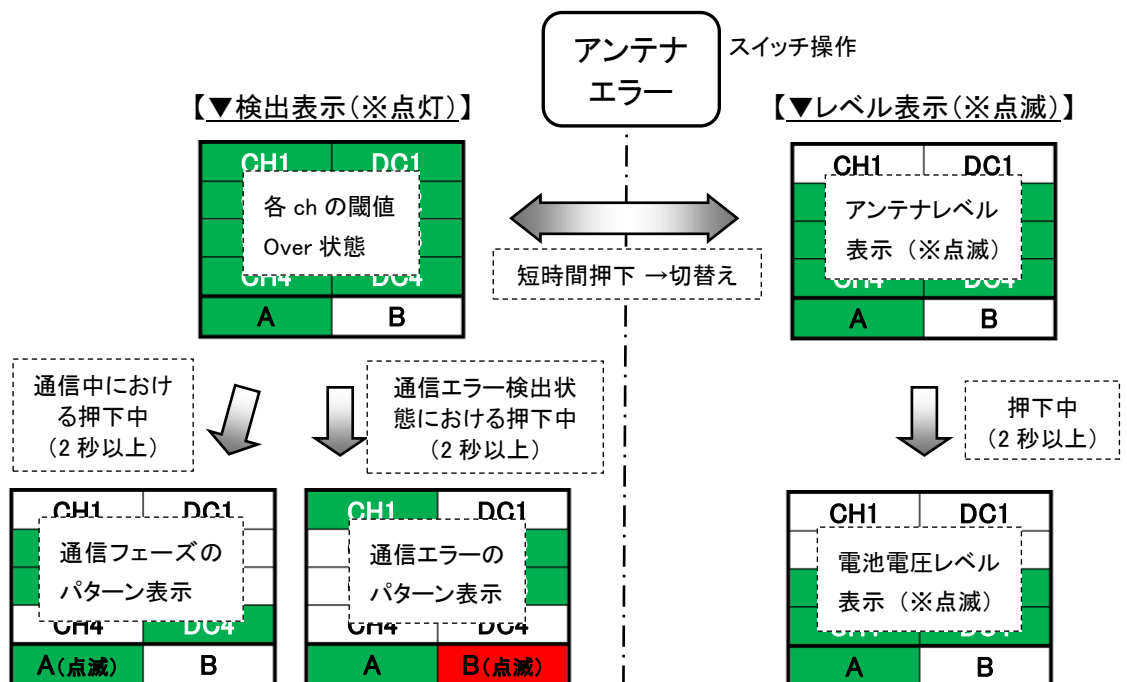 アンテナ
エラー
スイッチ操作
【▼検出表示(※点灯)】
【▼レベル表示(※点滅)】
CH1 DC1
各 ch の閾値
Over 状態
CH4 DC4
A B
短時間押下 →切替え
CH1 DC1
アンテナレベル
表示 (※点滅)
CH4 DC4
A B
通信中におけ
る押下中
(2 秒以上)
通信エラー検出状
態における押下中
(2 秒以上)
押下中
(2 秒以上)
CH1 DC1
通信フェーズの
パターン表示
CH4 DC4
A(点滅) B
CH1 DC1
通信エラーの
パターン表示
CH4 DC4
A B(点滅)
CH1 DC1
電池電圧レベル
表示 (※点滅)
A B